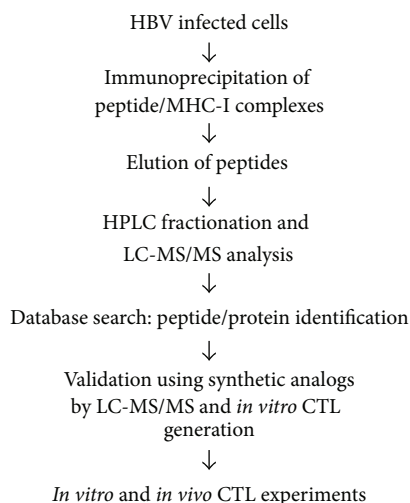 HBV infected cells
↓
Immunoprecipitation of
peptide/MHC-I complexes
↓
Elution of peptides
↓
HPLC fractionation and
LC-MS/MS analysis
↓
Database search: peptide/protein identification
↓
Validation using synthetic analogs
by LC-MS/MS and in vitro CTL
generation
↓
In vitro and in vivo CTL experiments